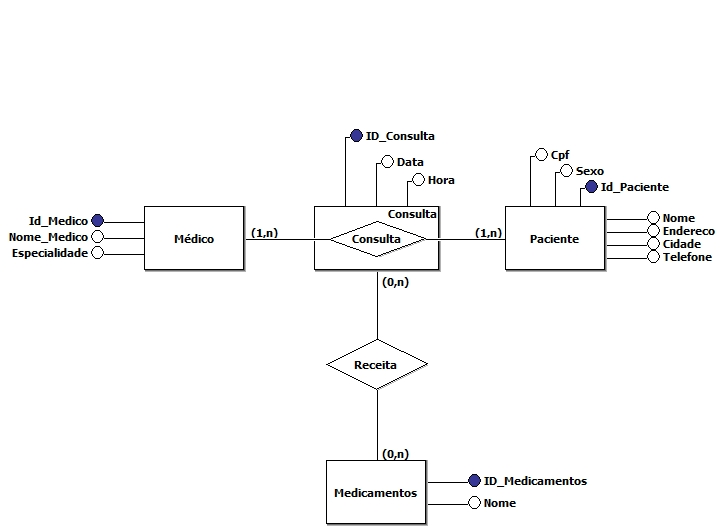 ID_Consulta
Data
Hora
Cpf
Sexo
Id_Paciente
Consulta
Id_Medico
Nome_Medico
Especialidade
Médico
(1,n)
Consulta
(1,n)
Paciente
Nome
Endereco
Cidade
Telefone
(0,n)
Receita
(0,n)
Medicamentos
ID_Medicamentos
Nome